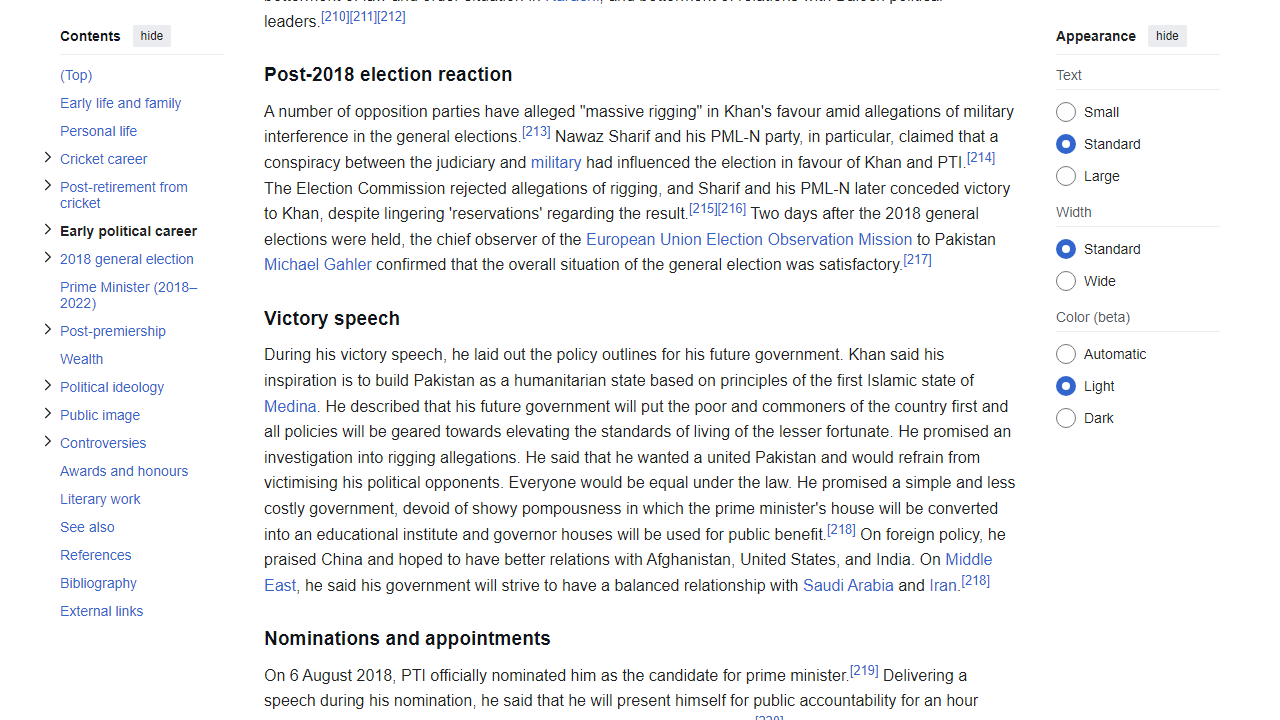 Contents hide
(Top)
Early life and family
Personal life
Cricket career
Post-retirement from
cricket
Early political career
2018 general election
Prime Minister (2018–
2022)
Post-premiership
Wealth
Political ideology
Public image
Controversies
Awards and honours
Literary work
See also
References
Bibliography
External links
leaders.[210][211][212]
Post-2018 election reaction
A number of opposition parties have alleged "massive rigging" in Khan's favour amid allegations of military
interference in the general elections.[213] Nawaz Sharif and his PML-N party, in particular, claimed that a
conspiracy between the judiciary and military had influenced the election in favour of Khan and PTI.[214]
The Election Commission rejected allegations of rigging, and Sharif and his PML-N later conceded victory
to Khan, despite lingering 'reservations' regarding the result.[215][216] Two days after the 2018 general
elections were held, the chief observer of the European Union Election Observation Mission to Pakistan
Michael Gahler confirmed that the overall situation of the general election was satisfactory.[217]
Victory speech
During his victory speech, he laid out the policy outlines for his future government. Khan said his
inspiration is to build Pakistan as a humanitarian state based on principles of the first Islamic state of
Medina. He described that his future government will put the poor and commoners of the country first and
all policies will be geared towards elevating the standards of living of the lesser fortunate. He promised an
investigation into rigging allegations. He said that he wanted a united Pakistan and would refrain from
victimising his political opponents. Everyone would be equal under the law. He promised a simple and less
costly government, devoid of showy pompousness in which the prime minister's house will be converted
into an educational institute and governor houses will be used for public benefit.[218] On foreign policy, he
praised China and hoped to have better relations with Afghanistan, United States, and India. On Middle
East, he said his government will strive to have a balanced relationship with Saudi Arabia and Iran.[218]
Nominations and appointments
On 6 August 2018, PTI officially nominated him as the candidate for prime minister.[219] Delivering a
speech during his nomination, he said that he will present himself for public accountability for an hour
Appearance hide
Text
Small
Standard
Large
Width
Standard
Wide
Color (beta)
Automatic
Light
Dark